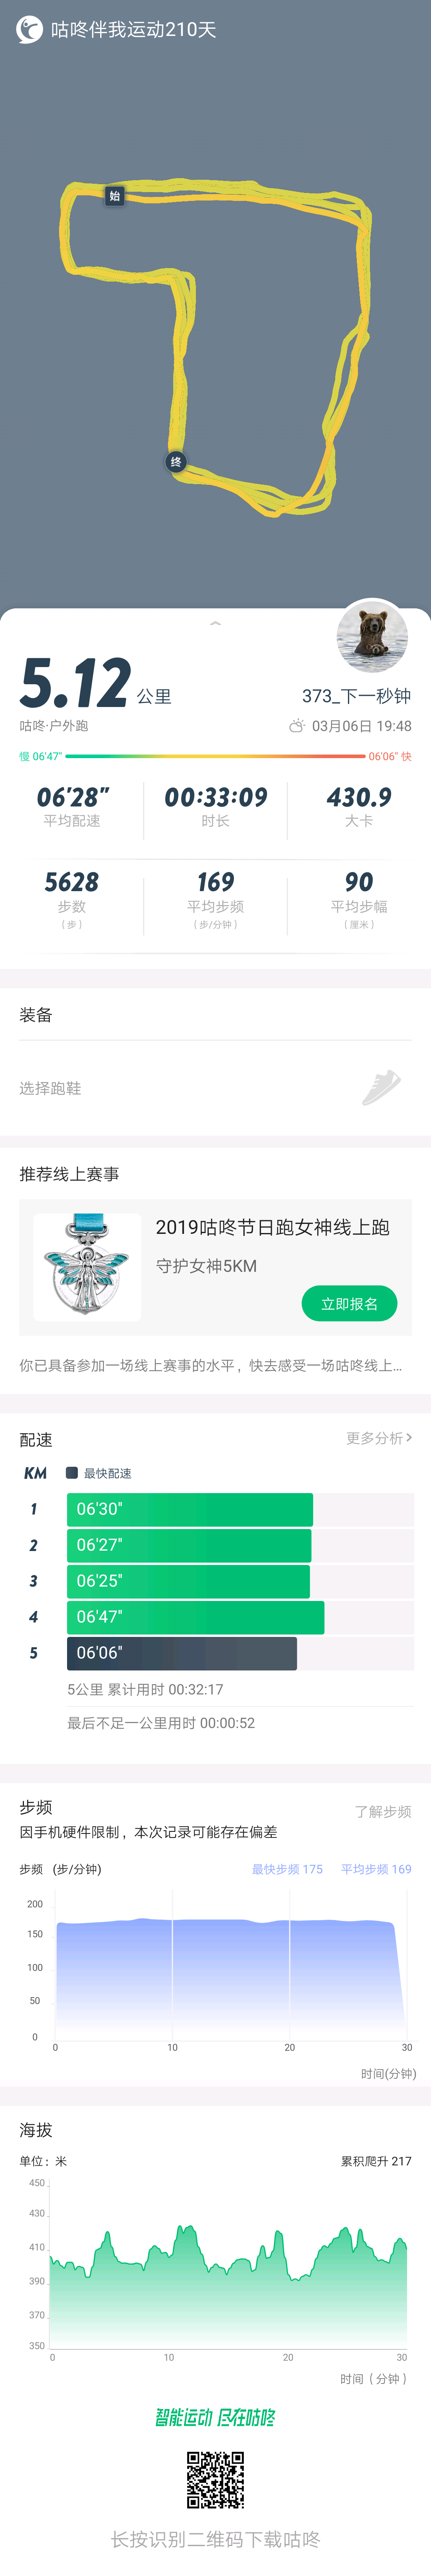 咕咚伴我运动210天
始
终
5.12 公里
373_下一秒钟
咕咚·户外跑
03月06日 19:48
慢 06'47"
06'06" 快
06'28"
00:33:09
430.9
平均配速
时长
大卡
5628
169
90
步数
平均步频
平均步幅
（步）
（步/分钟）
（厘米）
装备
选择跑鞋
推荐线上赛事
2019咕咚节日跑女神线上跑
守护女神5KM
立即报名
你已具备参加一场线上赛事的水平，快去感受一场咕咚线上...
配速
更多分析
KM
最快配速
1 06'30"
2 06'27"
3 06'25"
4 06'47"
5 06'06"
5公里 累计用时 00:32:17
最后不足一公里用时 00:00:52
步频
了解步频
因手机硬件限制，本次记录可能存在偏差
步频 (步/分钟)
最快步频 175
平均步频 169
200
150
100
50
0
0 10 20 30
时间(分钟)
海拔
单位：米
累积爬升 217
450
430
410
390
370
350
0 10 20 30
时间（分钟）
智能运动 尽在咕咚
长按识别二维码下载咕咚